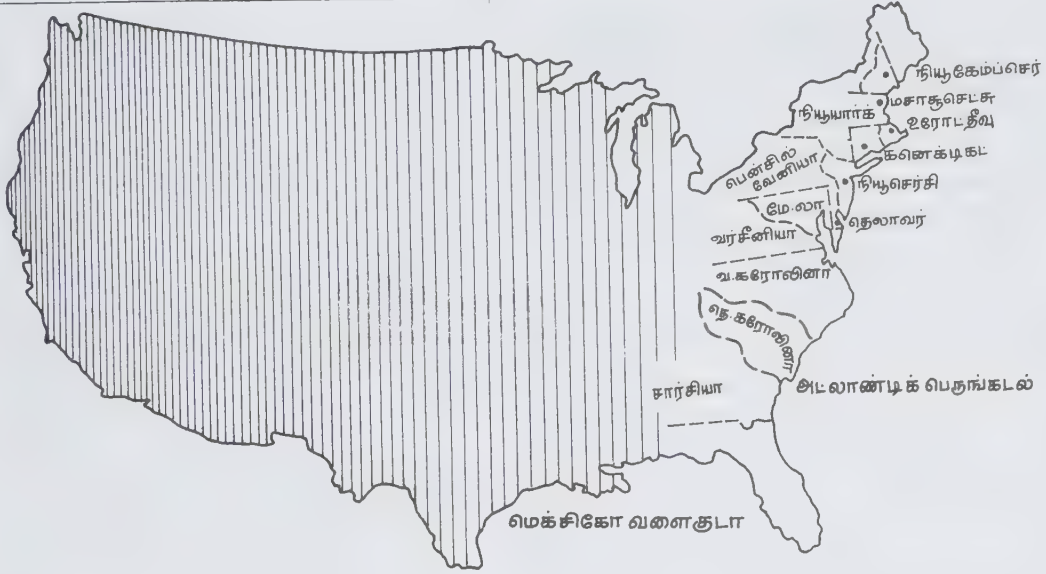 நியூகேம்ப்செர்
மசாசூசெட்சு
நியூயார்க்
உரோட்தீவு
கனெக்டிகட்
பென்சில்
வேனியா
நியூசெர்சி
மே.லா
தெலாவர்
வர்சீனியா
வ.கரோலினா
தெ.கரோலினா
சார்சியா
அட்லாண்டிக் பெருங்கடல்
மெக்சிகோ வளைகுடா